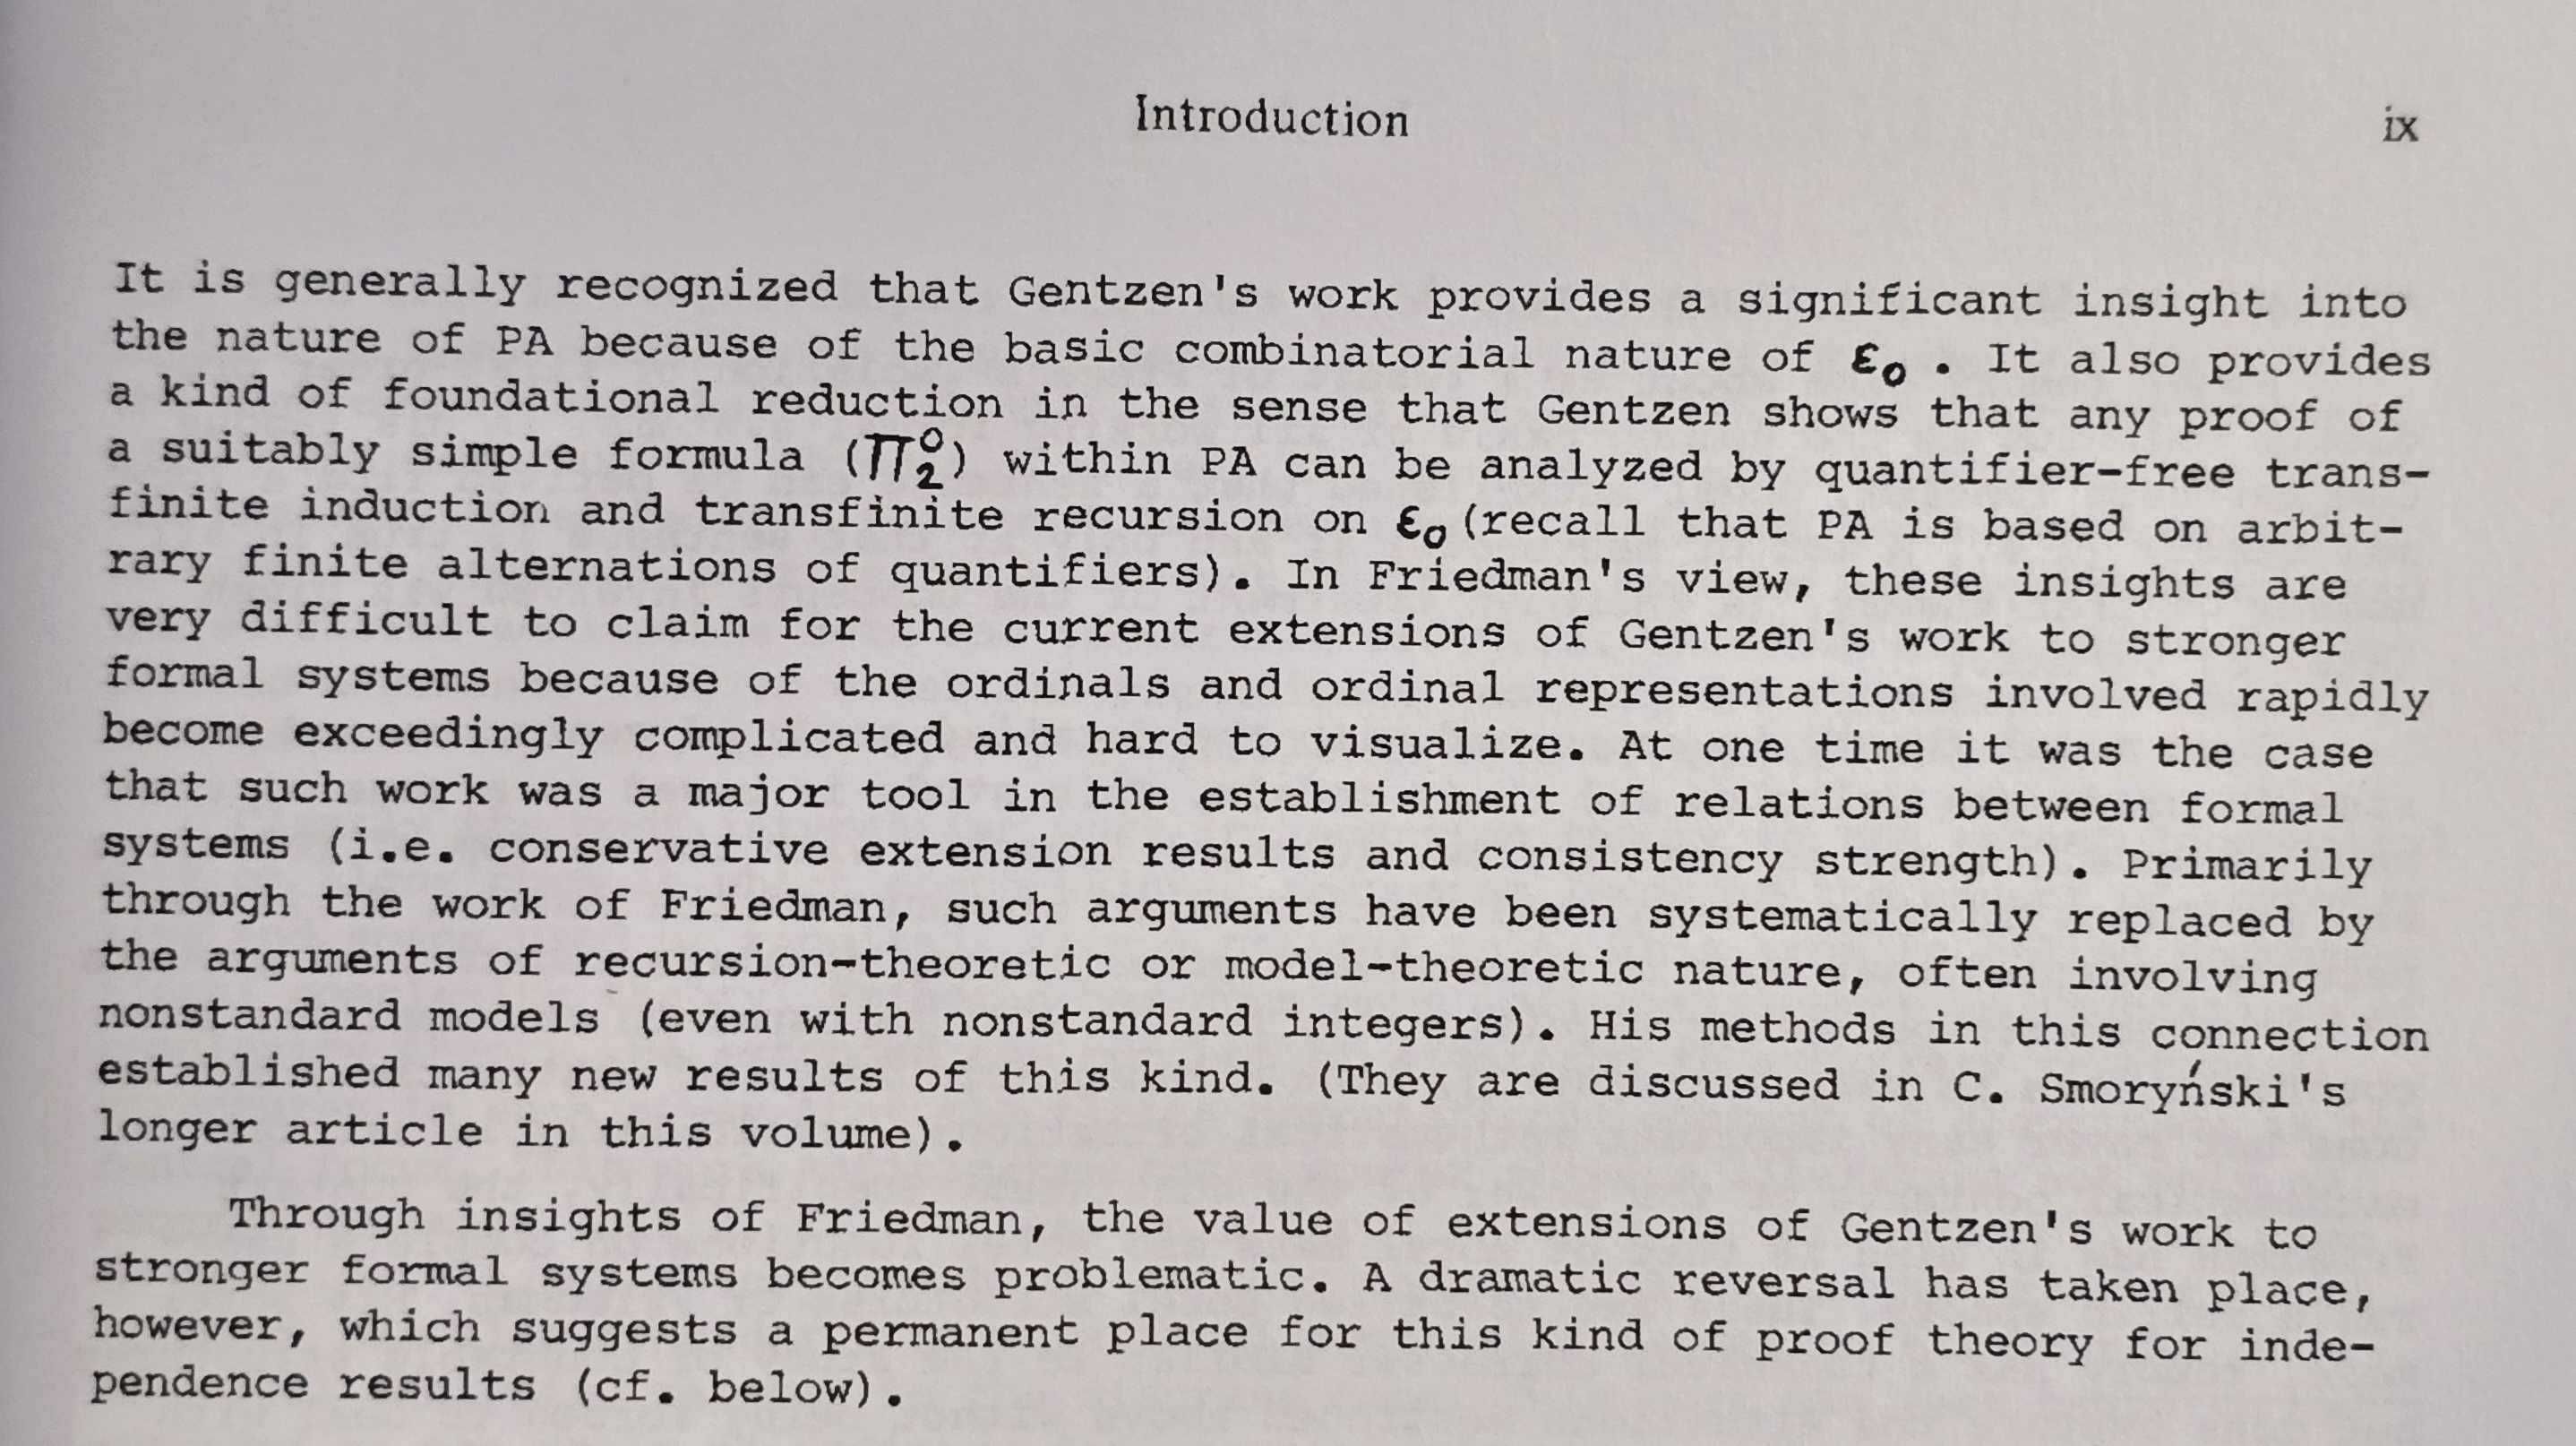 Introduction
ix
It is generally recognized that Gentzen's work provides a significant insight into
the nature of PA because of the basic combinatorial nature of ε₀ . It also provides
a kind of foundational reduction in the sense that Gentzen shows that any proof of
a suitably simple formula (Π⁰₂) within PA can be analyzed by quantifier-free trans-
finite induction and transfinite recursion on ε₀ (recall that PA is based on arbit-
rary finite alternations of quantifiers). In Friedman's view, these insights are
very difficult to claim for the current extensions of Gentzen's work to stronger
formal systems because of the ordinals and ordinal representations involved rapidly
become exceedingly complicated and hard to visualize. At one time it was the case
that such work was a major tool in the establishment of relations between formal
systems (i.e. conservative extension results and consistency strength). Primarily
through the work of Friedman, such arguments have been systematically replaced by
the arguments of recursion-theoretic or model-theoretic nature, often involving
nonstandard models (even with nonstandard integers). His methods in this connection
established many new results of this kind. (They are discussed in C. Smoryński's
longer article in this volume).
Through insights of Friedman, the value of extensions of Gentzen's work to
stronger formal systems becomes problematic. A dramatic reversal has taken place,
however, which suggests a permanent place for this kind of proof theory for inde-
pendence results (cf. below).